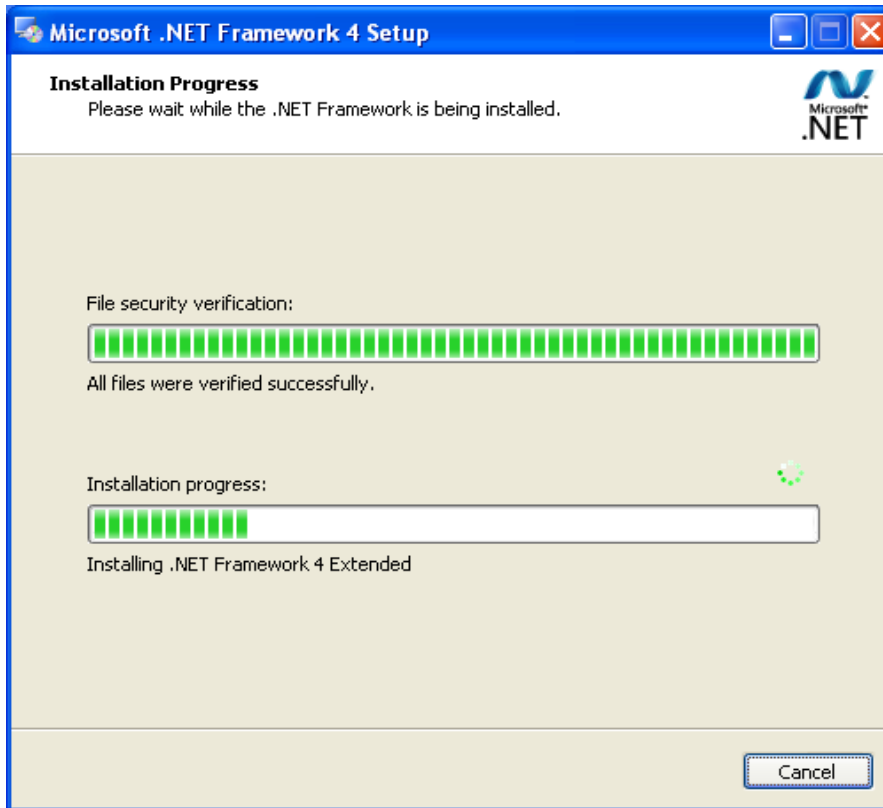 Microsoft .NET Framework 4 Setup
Installation Progress
Please wait while the .NET Framework is being installed.
Microsoft®
.NET
File security verification:
All files were verified successfully.
Installation progress:
Installing .NET Framework 4 Extended
Cancel